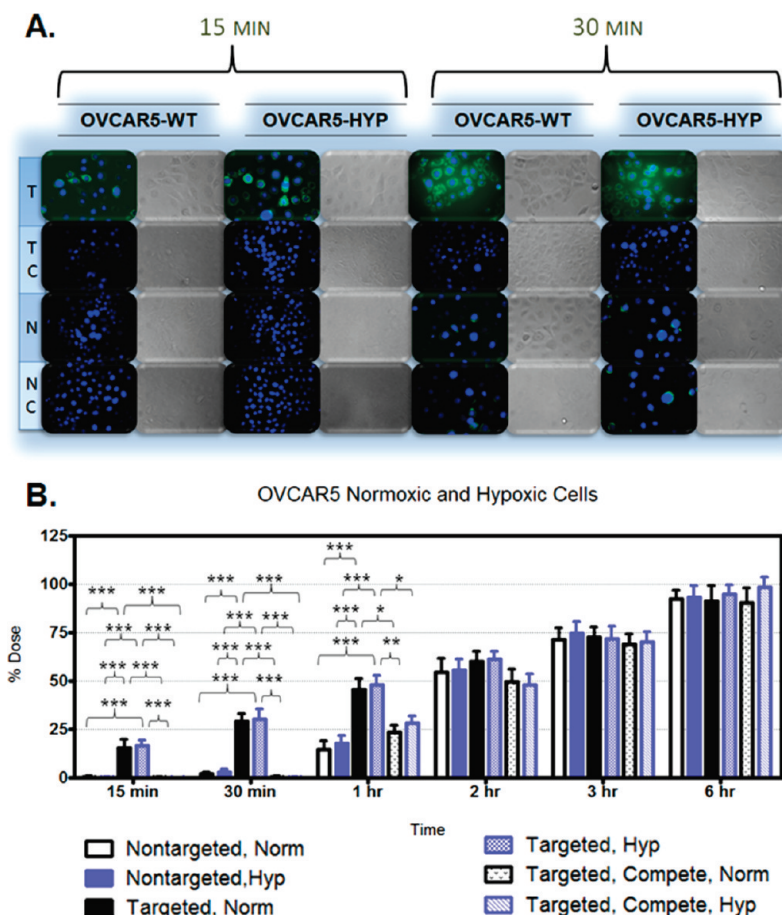 A.
15 MIN 30 MIN
OVCAR5-WT OVCAR5-HYP OVCAR5-WT OVCAR5-HYP
T
T
C
N
N
C
B.
OVCAR5 Normoxic and Hypoxic Cells
125
*** *** *** *** ***
100
*** *** *
*** *** *** *** *** *
75
*** *** *** *** *** **
*** *** *** ***
50
25
0
% Dose
15 min 30 min 1 hr 2 hr 3 hr 6 hr
Time
Nontargeted, Norm Targeted, Hyp
Nontargeted,Hyp Targeted, Compete, Norm
Targeted, Norm Targeted, Compete, Hyp